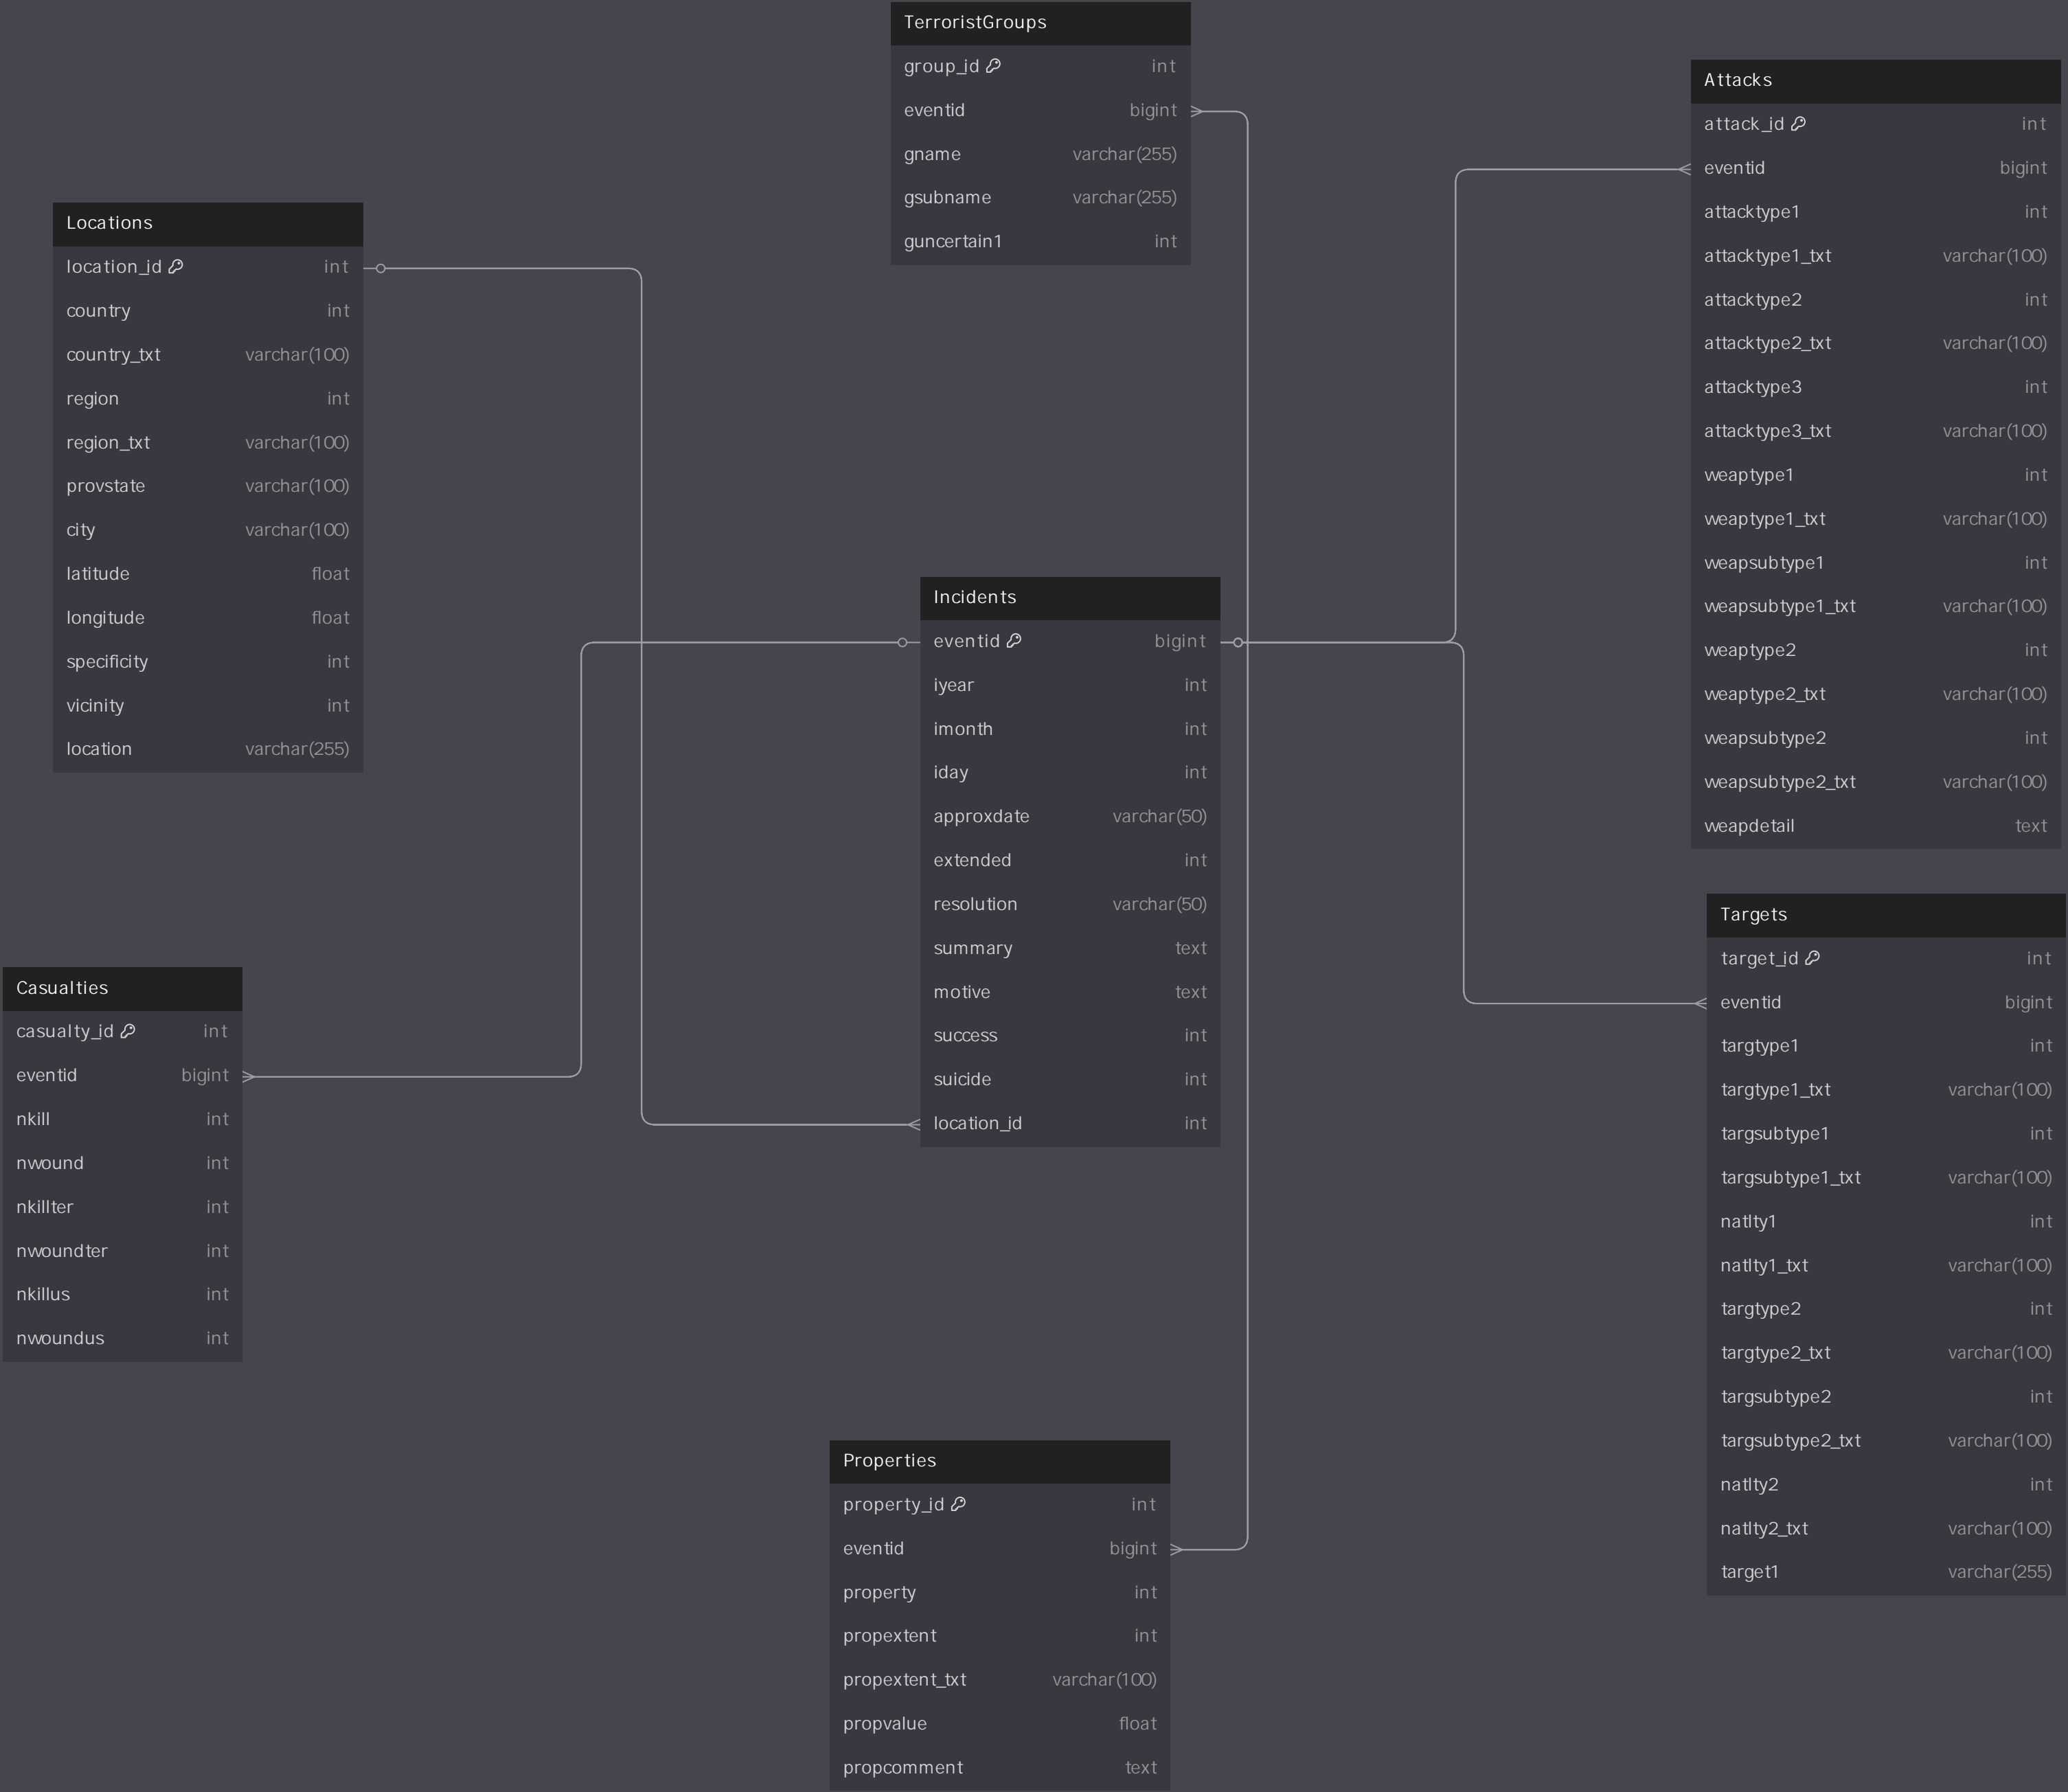 TerroristGroups
group_id int
eventid bigint
gname varchar(255)
gsubname varchar(255)
guncertain1 int
Attacks
attack_id int
eventid bigint
attacktype1 int
attacktype1_txt varchar(100)
attacktype2 int
attacktype2_txt varchar(100)
attacktype3 int
attacktype3_txt varchar(100)
weaptype1 int
weaptype1_txt varchar(100)
weapsubtype1 int
weapsubtype1_txt varchar(100)
weaptype2 int
weaptype2_txt varchar(100)
weapsubtype2 int
weapsubtype2_txt varchar(100)
weapdetail text
Locations
location_id int
country int
country_txt varchar(100)
region int
region_txt varchar(100)
provstate varchar(100)
city varchar(100)
latitude float
longitude float
specificity int
vicinity int
location varchar(255)
Incidents
eventid bigint
iyear int
imonth int
iday int
approxdate varchar(50)
extended int
resolution varchar(50)
summary text
motive text
success int
suicide int
location_id int
Casualties
casualty_id int
eventid bigint
nkill int
nwound int
nkillter int
nwoundter int
nkillus int
nwoundus int
Targets
target_id int
eventid bigint
targtype1 int
targtype1_txt varchar(100)
targsubtype1 int
targsubtype1_txt varchar(100)
natlty1 int
natlty1_txt varchar(100)
targtype2 int
targtype2_txt varchar(100)
targsubtype2 int
targsubtype2_txt varchar(100)
natlty2 int
natlty2_txt varchar(100)
target1 varchar(255)
Properties
property_id int
eventid bigint
property int
propextent int
propextent_txt varchar(100)
propvalue float
propcomment text